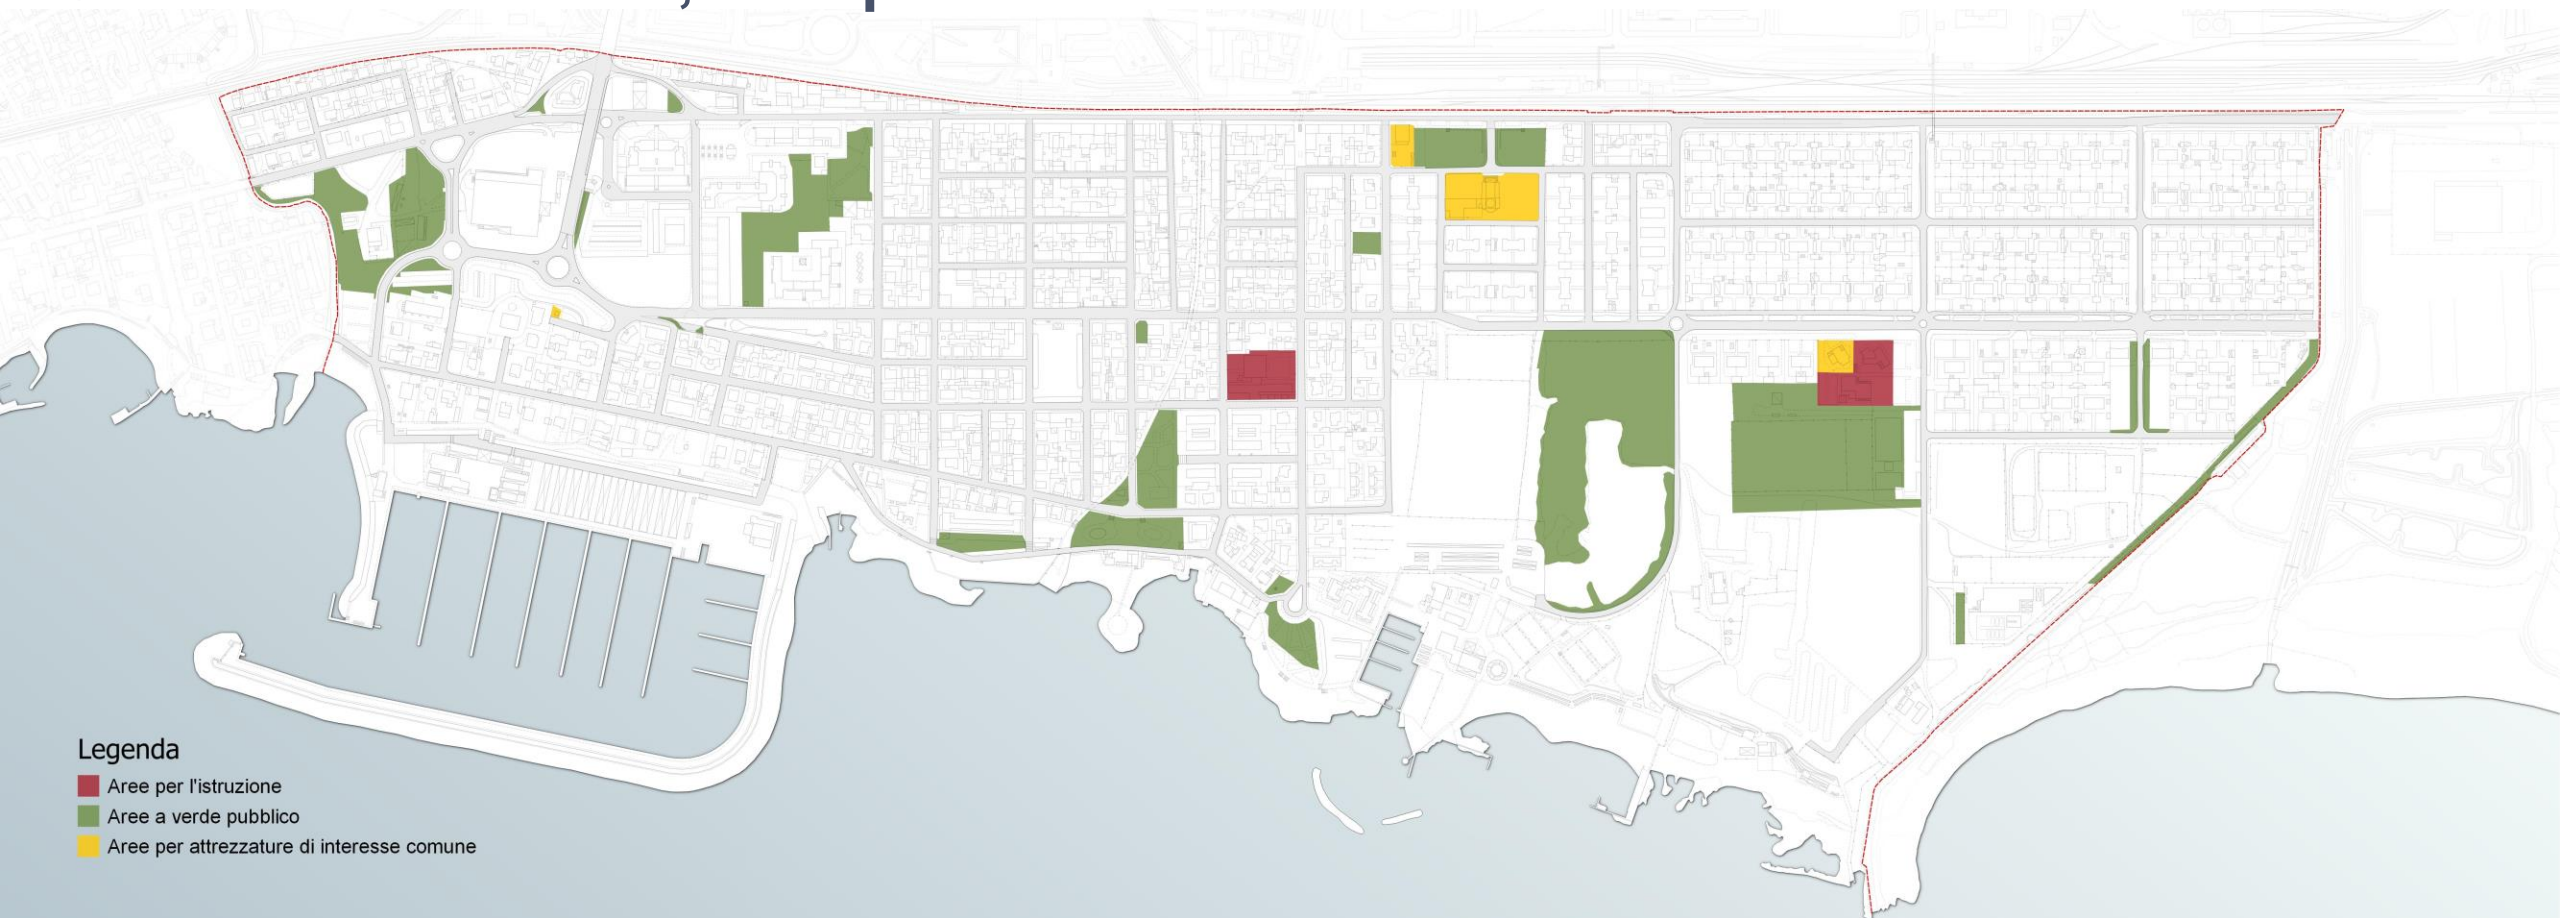 Legenda
Aree per l'istruzione
Aree a verde pubblico
Aree per attrezzature di interesse comune